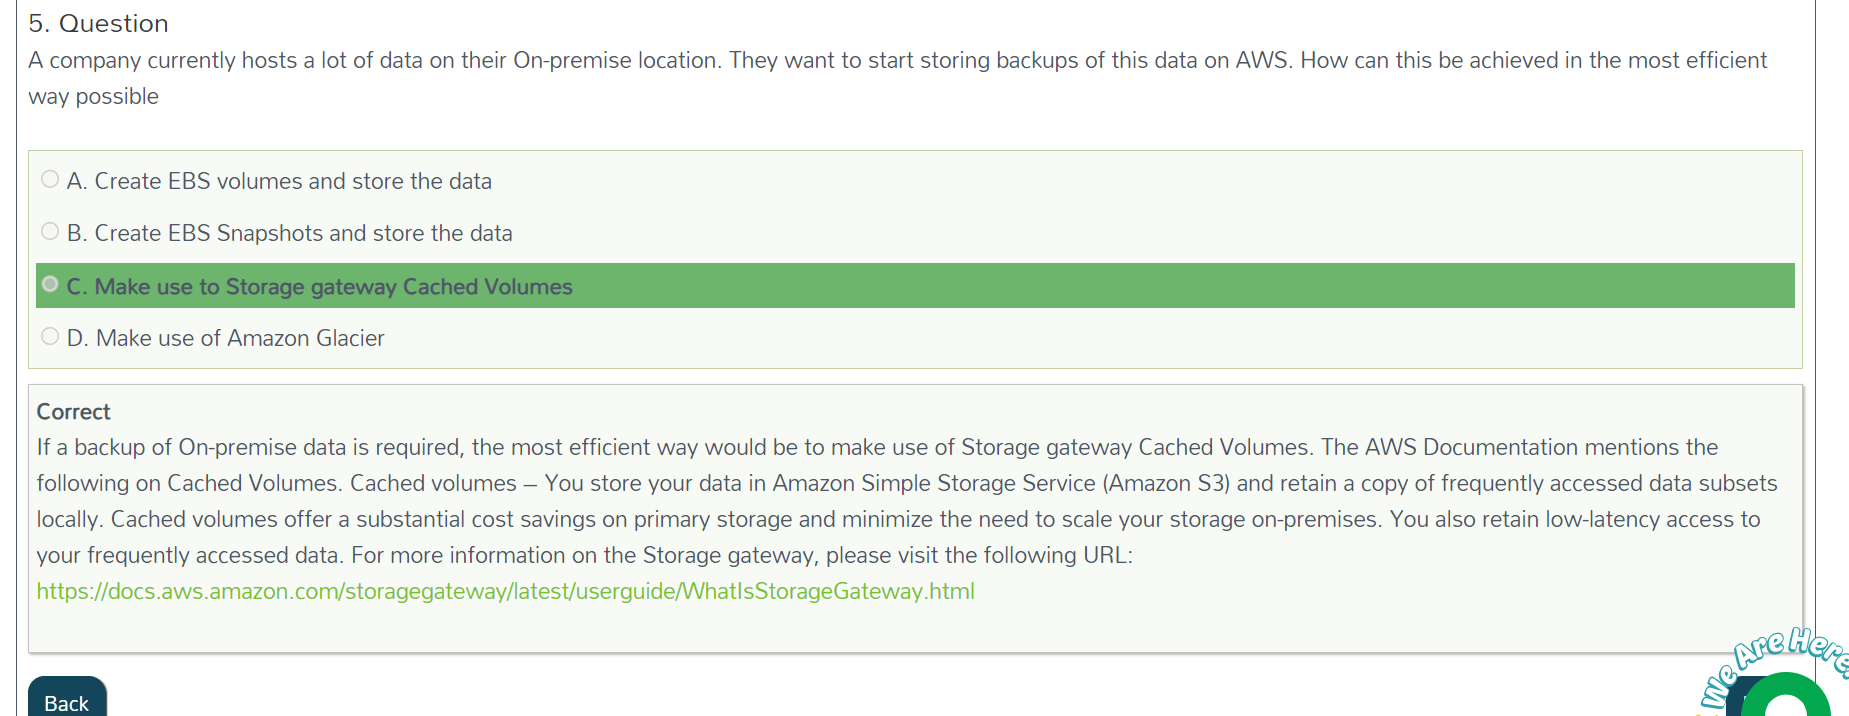 5. Question
A company currently hosts a lot of data on their On-premise location. They want to start storing backups of this data on AWS. How can this be achieved in the most efficient
way possible
A. Create EBS volumes and store the data
B. Create EBS Snapshots and store the data
C. Make use to Storage gateway Cached Volumes
D. Make use of Amazon Glacier
Correct
If a backup of On-premise data is required, the most efficient way would be to make use of Storage gateway Cached Volumes. The AWS Documentation mentions the
following on Cached Volumes. Cached volumes – You store your data in Amazon Simple Storage Service (Amazon S3) and retain a copy of frequently accessed data subsets
locally. Cached volumes offer a substantial cost savings on primary storage and minimize the need to scale your storage on-premises. You also retain low-latency access to
your frequently accessed data. For more information on the Storage gateway, please visit the following URL:
https://docs.aws.amazon.com/storagegateway/latest/userguide/WhatIsStorageGateway.html
We Are Here!
Back